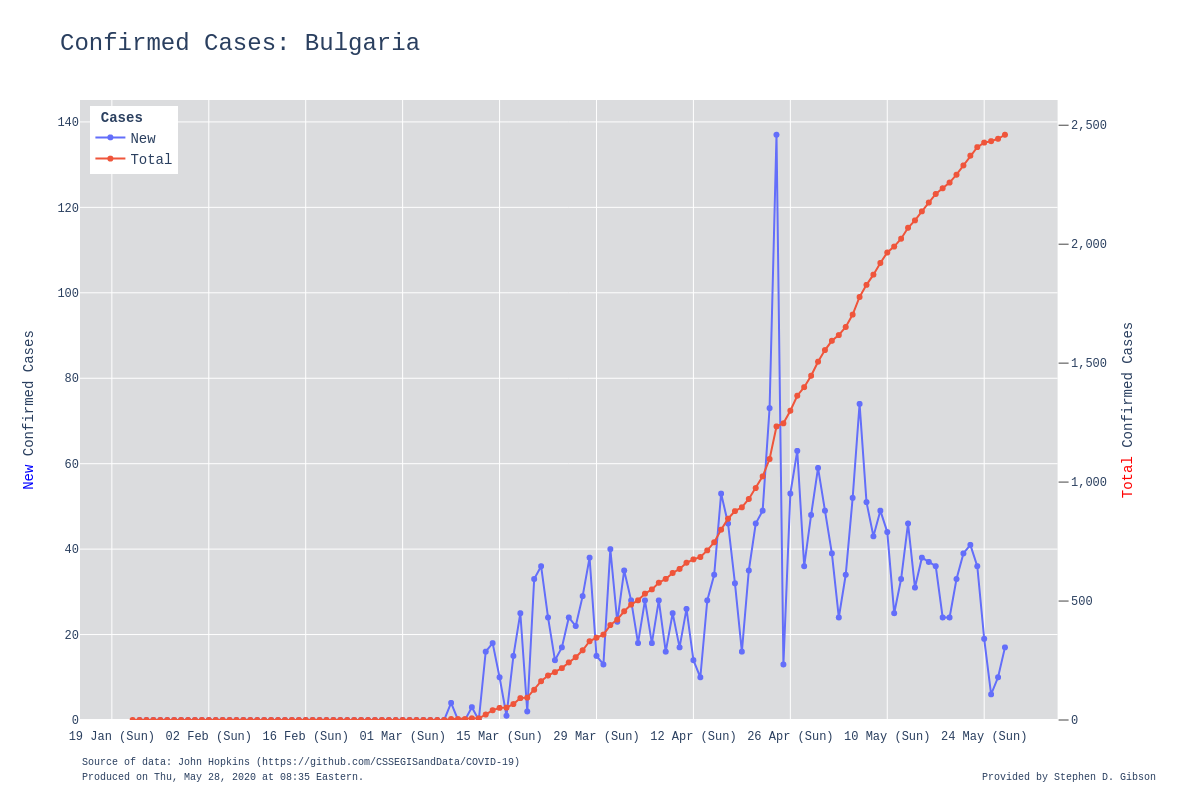 Confirmed Cases: Bulgaria
Cases
New
Total
140
120
100
80
60
40
20
0
New Confirmed Cases
2,500
2,000
1,500
1,000
500
0
Total Confirmed Cases
19 Jan (Sun) 02 Feb (Sun) 16 Feb (Sun) 01 Mar (Sun) 15 Mar (Sun) 29 Mar (Sun) 12 Apr (Sun) 26 Apr (Sun) 10 May (Sun) 24 May (Sun)
Source of data: John Hopkins (https://github.com/CSSEGISandData/COVID-19)
Produced on Thu, May 28, 2020 at 08:35 Eastern.
Provided by Stephen D. Gibson